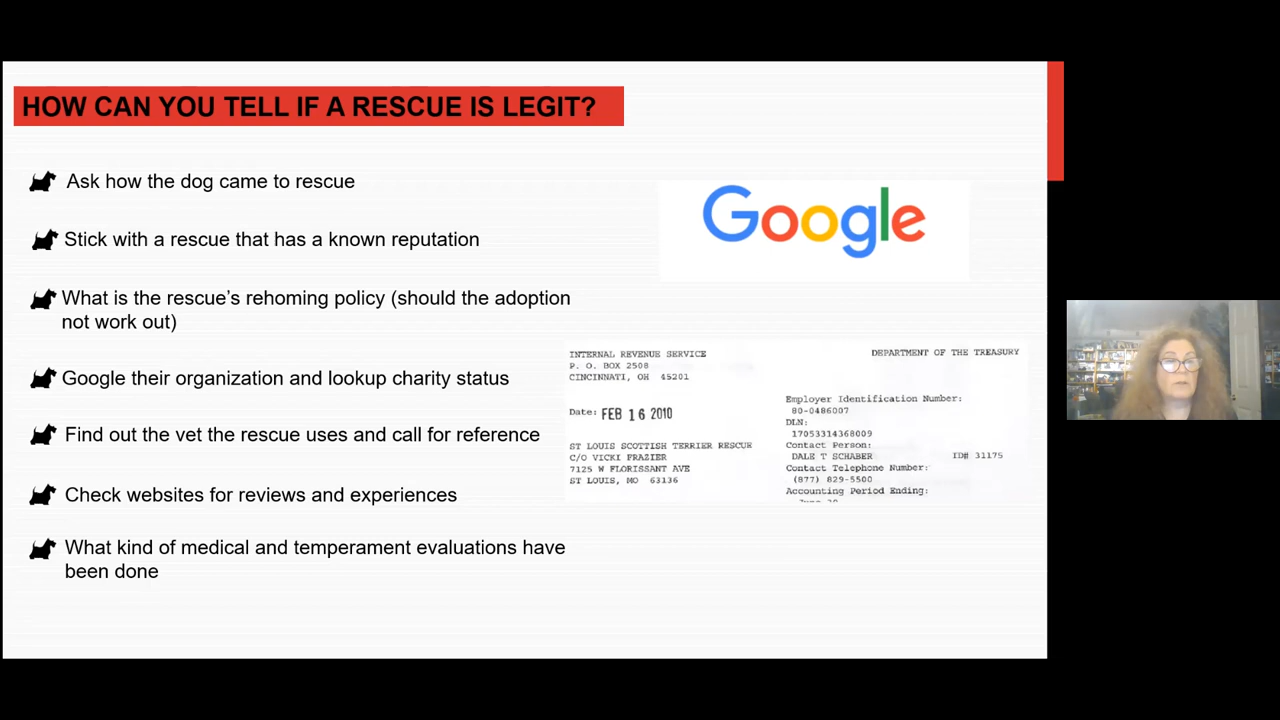 HOW CAN YOU TELL IF A RESCUE IS LEGIT?
Ask how the dog came to rescue
Stick with a rescue that has a known reputation
What is the rescue's rehoming policy (should the adoption
not work out)
Google their organization and lookup charity status
Find out the vet the rescue uses and call for reference
Check websites for reviews and experiences
What kind of medical and temperament evaluations have
been done
Google
INTERNAL REVENUE SERVICE
P. O. BOX 2508
CINCINNATI, OH 45201
DEPARTMENT OF THE TREASURY
Date: FEB 16 2010
ST LOUIS SCOTTISH TERRIER RESCUE
C/O VICKI FRAZIER
7125 W FLORISSANT AVE
ST LOUIS, MO 63136
Employer Identification Number:
80-0486007
DLN:
17053314368009
Contact Person:
DALE T SCHABER ID# 31175
Contact Telephone Number:
(877) 829-5500
Accounting Period Ending: